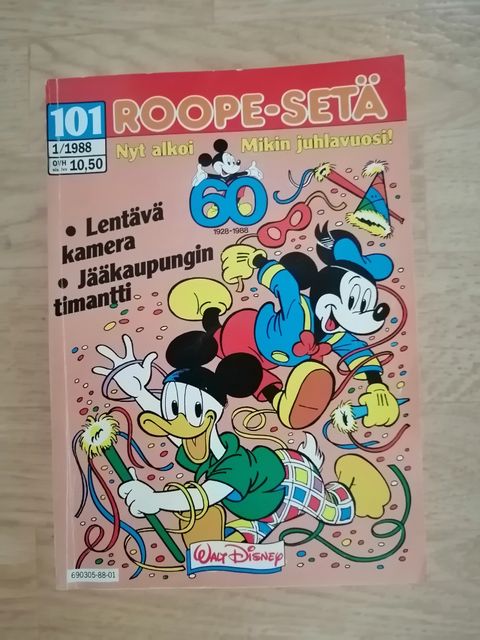 101
ROOPE-SETÄ
1/1988
Nyt alkoi Mikin juhlavuosi!
10,50
60
1928-1988
• Lentävä
kamera
• Jääkaupungin
timantti
WALT DISNEY
690305-88-01